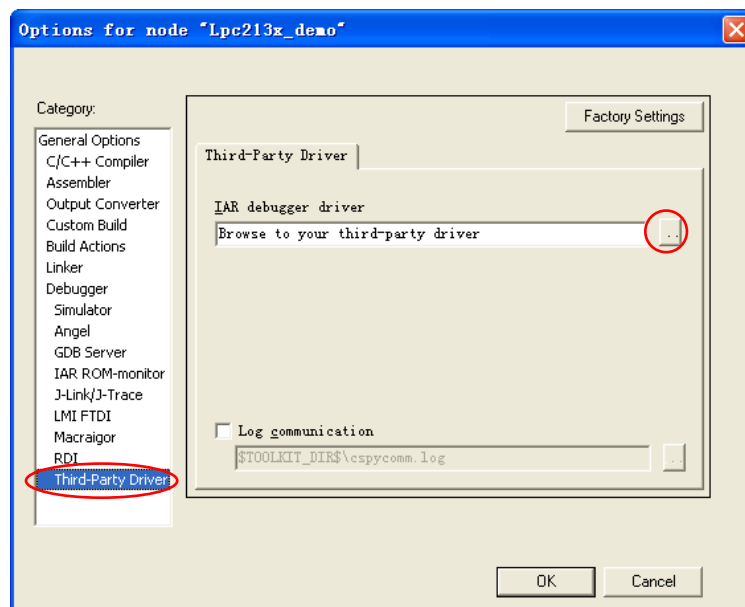 Options for node "Lpc213x_demo"
Category:
Factory Settings
General Options
C/C++ Compiler
Assembler
Output Converter
Custom Build
Build Actions
Linker
Debugger
Simulator
Angel
GDB Server
IAR ROM-monitor
J-Link/J-Trace
LMI FTDI
Macraigor
RDI
Third-Party Driver
Third-Party Driver
IAR debugger driver
Browse to your third-party driver
..
Log communication
$TOOLKIT_DIR$\cspycomm.log
..
OK
Cancel